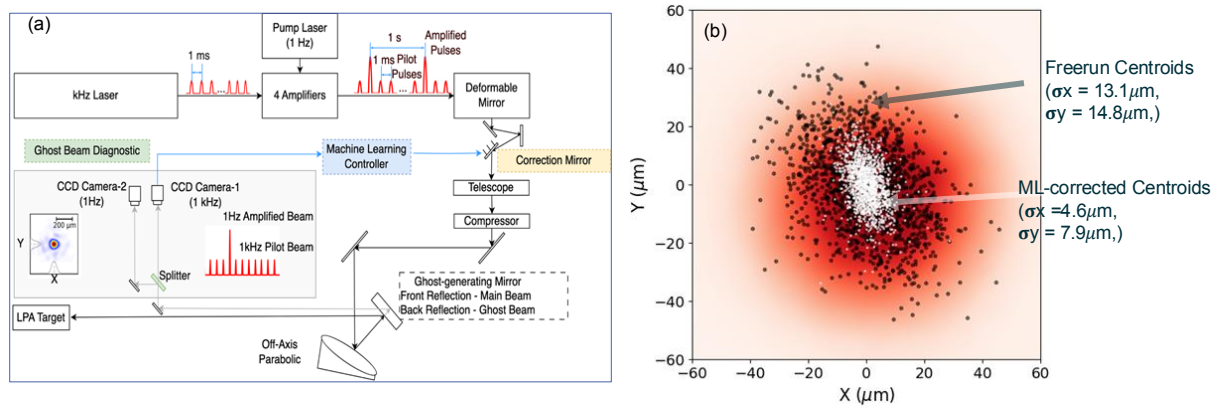 (a)
Pump Laser
(1 Hz)
1 ms
1 s
Amplified
Pulses
1 ms
Pilot
Pulses
kHz Laser
4 Amplifiers
Deformable
Mirror
...
...
Ghost Beam Diagnostic
Machine Learning
Controller
Correction Mirror
CCD Camera-2
(1Hz)
CCD Camera-1
(1 kHz)
Telescope
Compressor
200 μm
Y
X
1Hz Amplified Beam
1kHz Pilot Beam
Splitter
Ghost-generating Mirror
Front Reflection - Main Beam
Back Reflection - Ghost Beam
LPA Target
Off-Axis
Parabolic
(b)
60
40
20
0
−20
−40
−60
Y (μm)
−60
−40
−20
0
20
40
60
X (μm)
Freerun Centroids
(σx = 13.1μm,
σy = 14.8μm,)
ML-corrected Centroids
(σx =4.6μm,
σy = 7.9μm,)